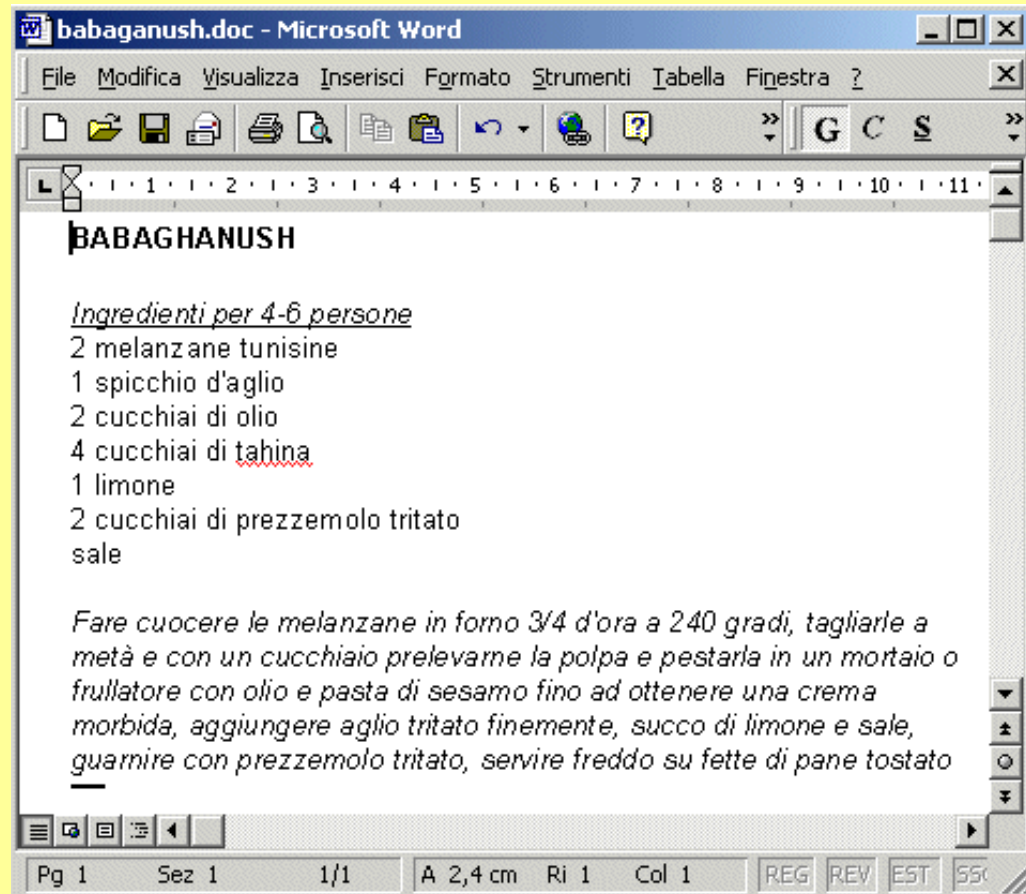 babaganush.doc - Microsoft Word
File Modifica Visualizza Inserisci Formato Strumenti Tabella Finestra ?
G C S
1 2 3 4 5 6 7 8 9 10 11
BABAGHANUSH
Ingredienti per 4-6 persone
2 melanzane tunisine
1 spicchio d'aglio
2 cucchiai di olio
4 cucchiai di tahina
1 limone
2 cucchiai di prezzemolo tritato
sale
Fare cuocere le melanzane in forno 3/4 d'ora a 240 gradi, tagliarle a
metà e con un cucchiaio prelevarne la polpa e pestarla in un mortaio o
frullatore con olio e pasta di sesamo fino ad ottenere una crema
morbida, aggiungere aglio tritato finemente, succo di limone e sale,
guarnire con prezzemolo tritato, servire freddo su fette di pane tostato
Pg 1 Sez 1 1/1 A 2,4 cm Ri 1 Col 1 REG REV EST